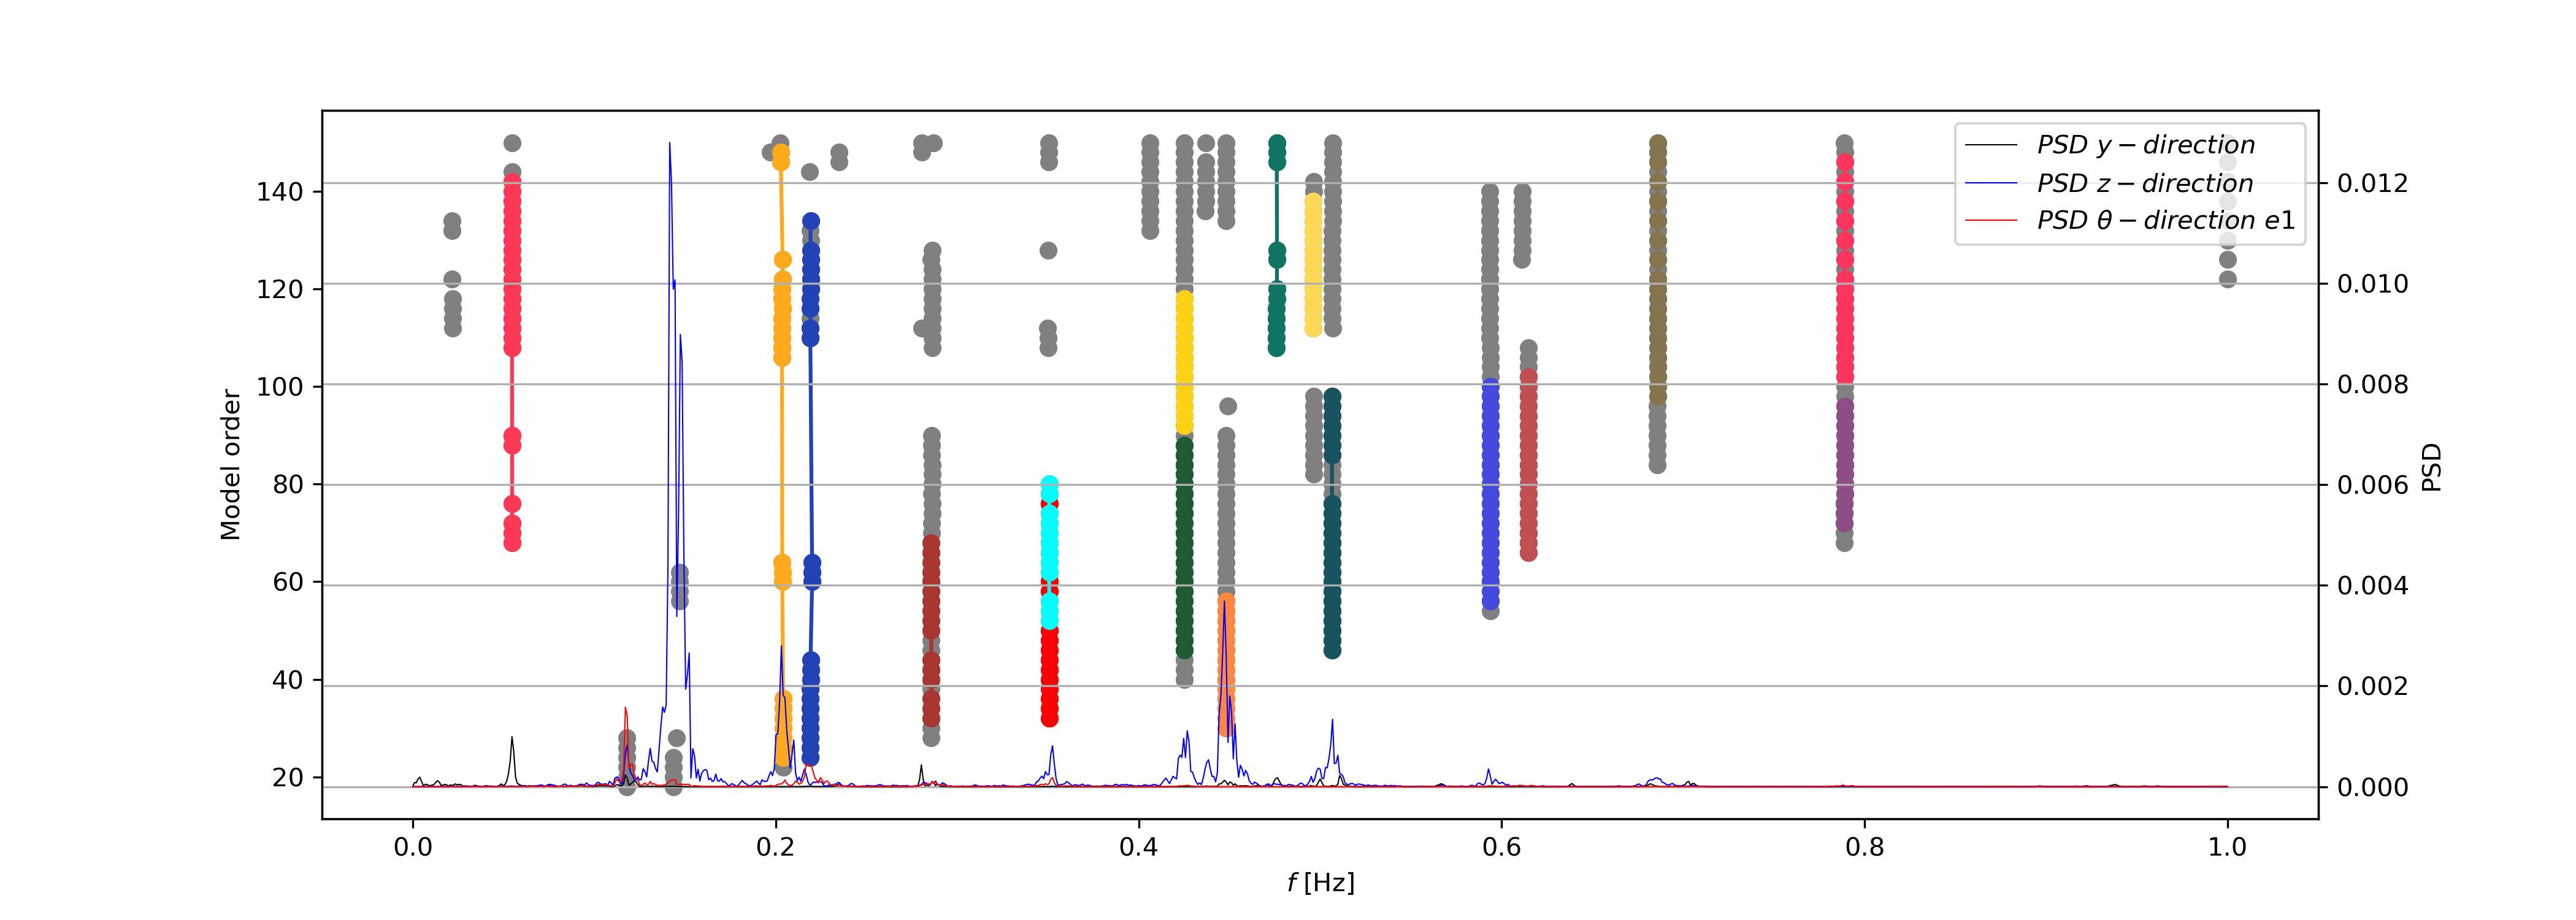 PSD y − direction
PSD z − direction
PSD θ − direction e1
Model order
140
120
100
80
60
40
20
0.012
0.010
0.008
0.006
0.004
0.002
0.000
PSD
0.0 0.2 0.4 0.6 0.8 1.0
f [Hz]